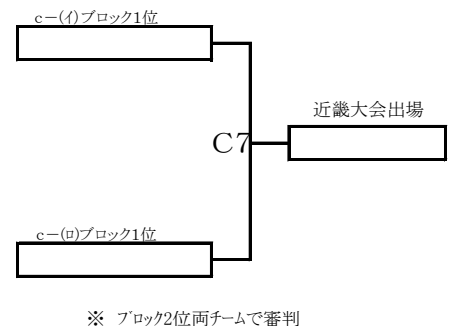 c－(ｲ)ブロック1位
近畿大会出場
C7
c－(ﾛ)ブロック1位
※ ブロック2位両チームで審判